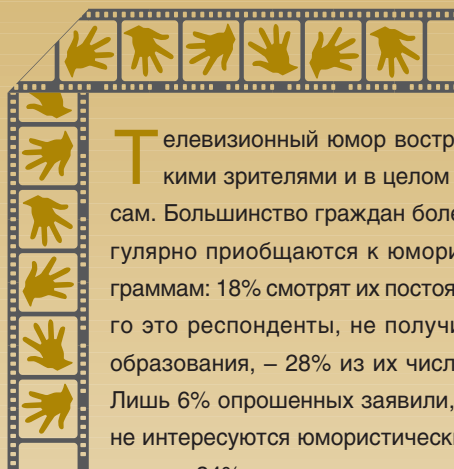 Телевизионный юмор востр
кими зрителями и в целом
сам. Большинство граждан боле
гулярно приобщаются к юмори
граммам: 18% смотрят их постоя
го это респонденты, не получи
образования, – 28% из их числ
Лишь 6% опрошенных заявили,
не интересуются юмористическ